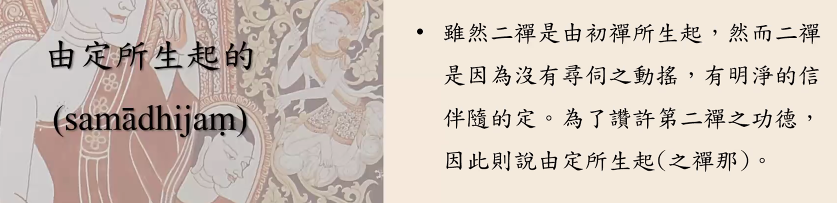 由定所生起的
(samādhijaṃ)
• 雖然二禪是由初禪所生起，然而二禪
是因為沒有尋伺之動搖，有明淨的信
伴隨的定。為了讚許第二禪之功德，
因此則說由定所生起(之禪那)。